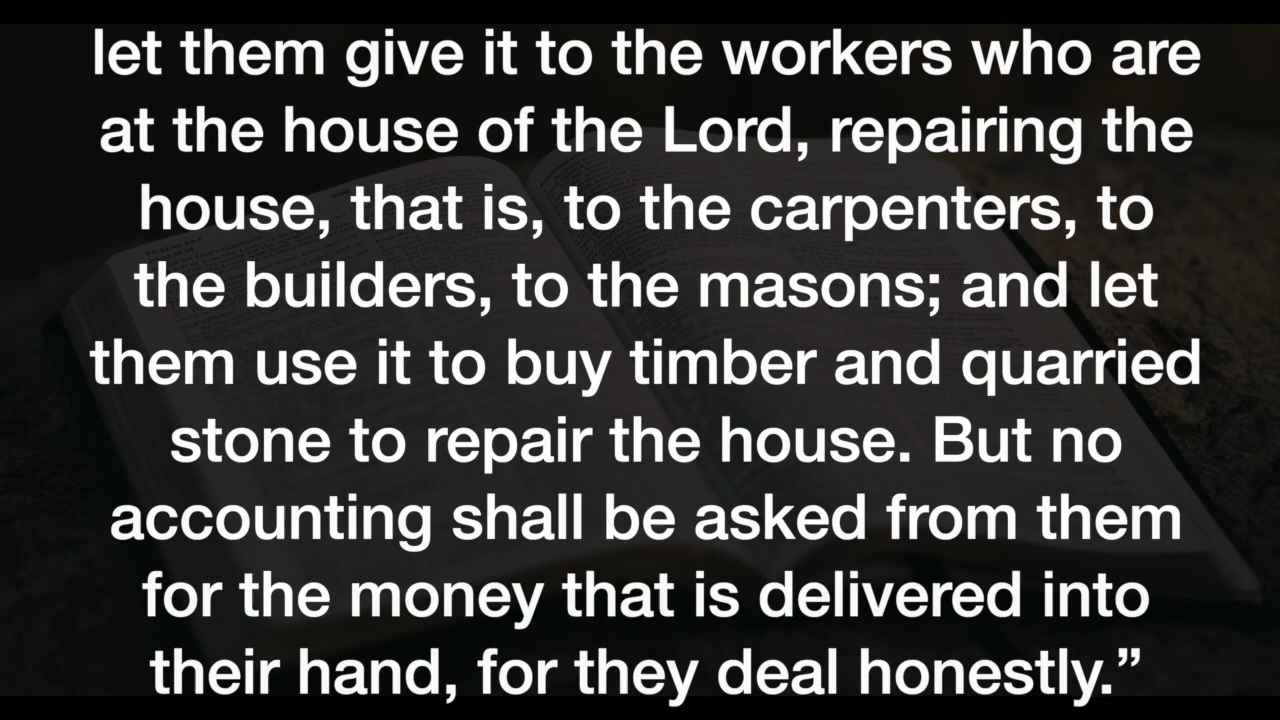 let them give it to the workers who are
at the house of the Lord, repairing the
house, that is, to the carpenters, to
the builders, to the masons; and let
them use it to buy timber and quarried
stone to repair the house. But no
accounting shall be asked from them
for the money that is delivered into
their hand, for they deal honestly.”